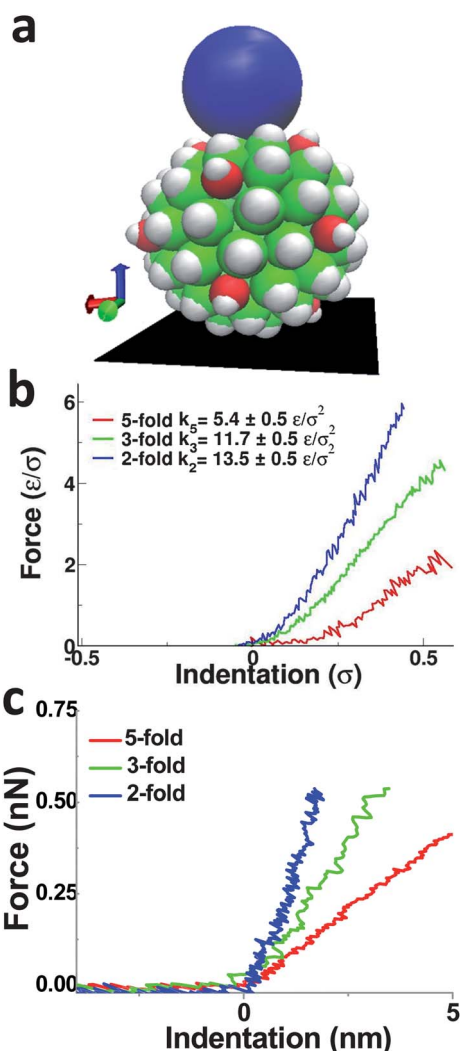 a
b
6
4
2
0
Force (ε/σ)
5-fold k5= 5.4 ± 0.5 ε/σ²
3-fold k3= 11.7 ± 0.5 ε/σ²
2-fold k2= 13.5 ± 0.5 ε/σ²
-0.5 0 0.5
Indentation (σ)
c
0.75
0.50
0.25
0.00
Force (nN)
5-fold
3-fold
2-fold
0 5
Indentation (nm)